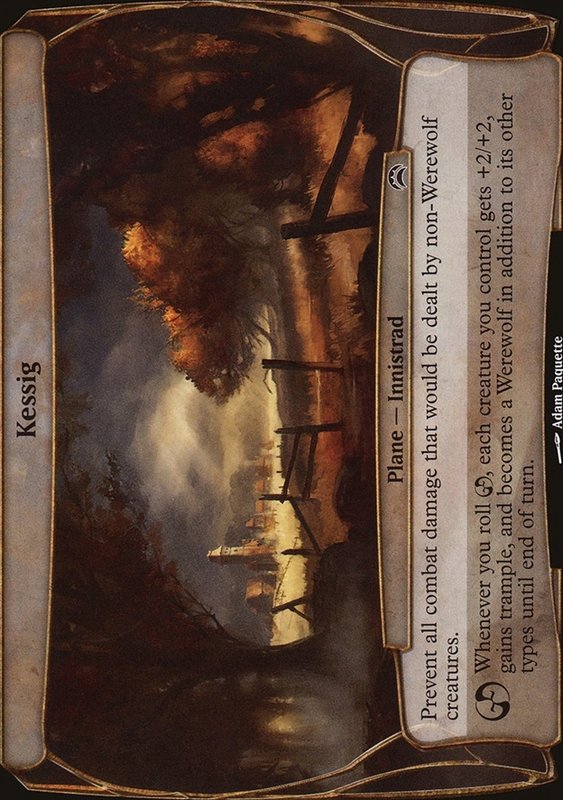 Kessig
Plane — Innistrad
Prevent all combat damage that would be dealt by non-Werewolf
creatures.
Whenever you roll , each creature you control gets +2/+2,
gains trample, and becomes a Werewolf in addition to its other
types until end of turn.
Adam Paquette